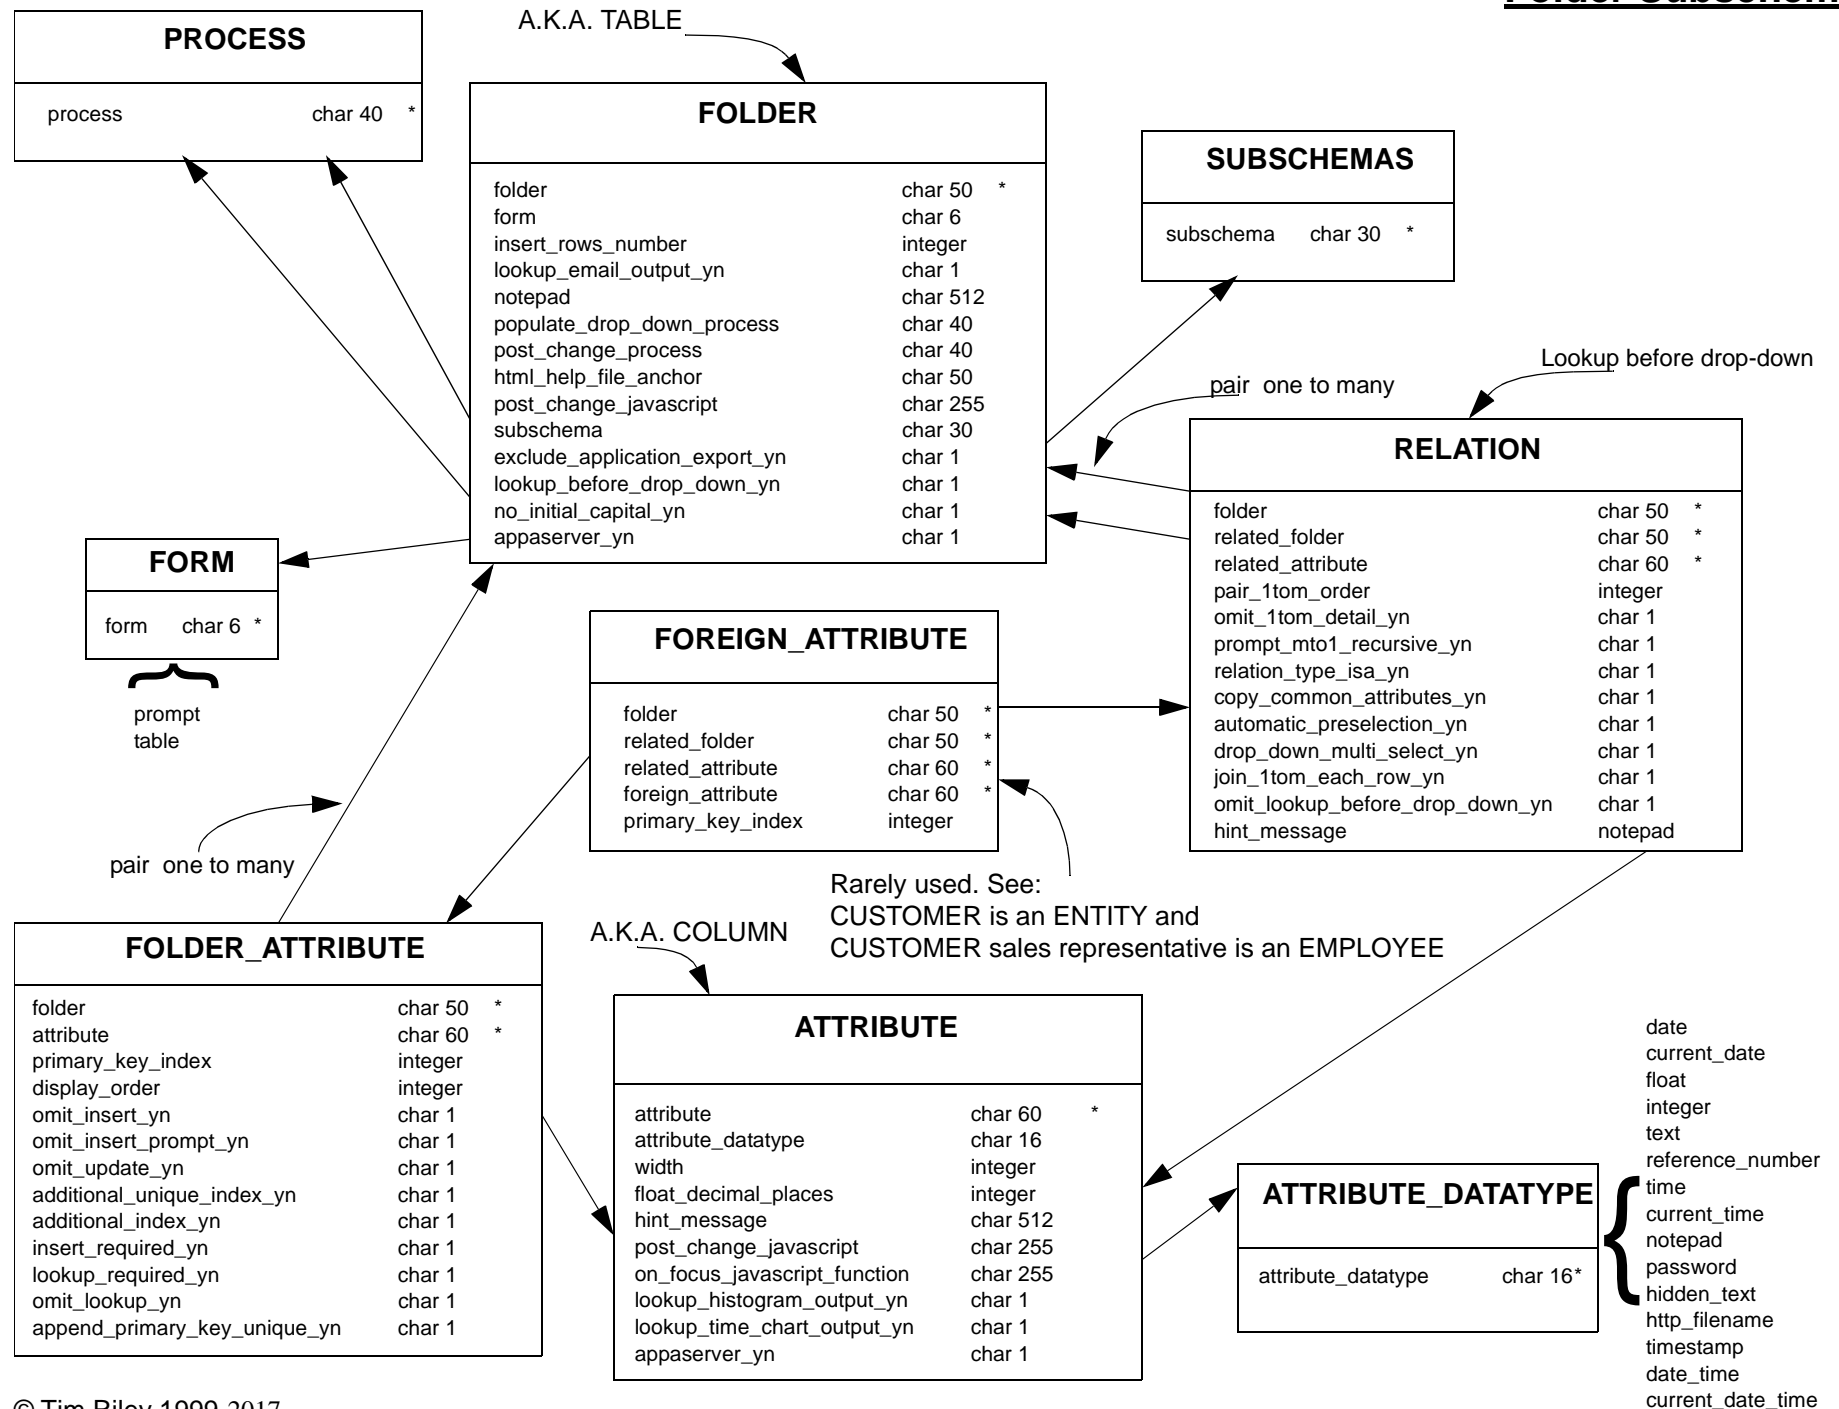 Folder Subschem
A.K.A. TABLE
PROCESS
process char 40 *
FOLDER
folder char 50 *
form char 6
insert_rows_number integer
lookup_email_output_yn char 1
notepad char 512
populate_drop_down_process char 40
post_change_process char 40
html_help_file_anchor char 50
post_change_javascript char 255
subschema char 30
exclude_application_export_yn char 1
lookup_before_drop_down_yn char 1
no_initial_capital_yn char 1
appaserver_yn char 1
SUBSCHEMAS
subschema char 30 *
Lookup before drop-down
pair one to many
RELATION
folder char 50 *
related_folder char 50 *
related_attribute char 60 *
pair_1tom_order integer
omit_1tom_detail_yn char 1
prompt_mto1_recursive_yn char 1
relation_type_isa_yn char 1
copy_common_attributes_yn char 1
automatic_preselection_yn char 1
drop_down_multi_select_yn char 1
join_1tom_each_row_yn char 1
omit_lookup_before_drop_down_yn char 1
hint_message notepad
FORM
form char 6 *
prompt
table
FOREIGN_ATTRIBUTE
folder char 50 *
related_folder char 50 *
related_attribute char 60 *
foreign_attribute char 60 *
primary_key_index integer
pair one to many
Rarely used. See:
CUSTOMER is an ENTITY and
CUSTOMER sales representative is an EMPLOYEE
FOLDER_ATTRIBUTE
folder char 50 *
attribute char 60 *
primary_key_index integer
display_order integer
omit_insert_yn char 1
omit_insert_prompt_yn char 1
omit_update_yn char 1
additional_unique_index_yn char 1
additional_index_yn char 1
insert_required_yn char 1
lookup_required_yn char 1
omit_lookup_yn char 1
append_primary_key_unique_yn char 1
A.K.A. COLUMN
ATTRIBUTE
attribute char 60 *
attribute_datatype char 16
width integer
float_decimal_places integer
hint_message char 512
post_change_javascript char 255
on_focus_javascript_function char 255
lookup_histogram_output_yn char 1
lookup_time_chart_output_yn char 1
appaserver_yn char 1
ATTRIBUTE_DATATYPE
attribute_datatype char 16*
date
current_date
float
integer
text
reference_number
time
current_time
notepad
password
hidden_text
http_filename
timestamp
date_time
current_date_time
© Tim Riley 1999-2017